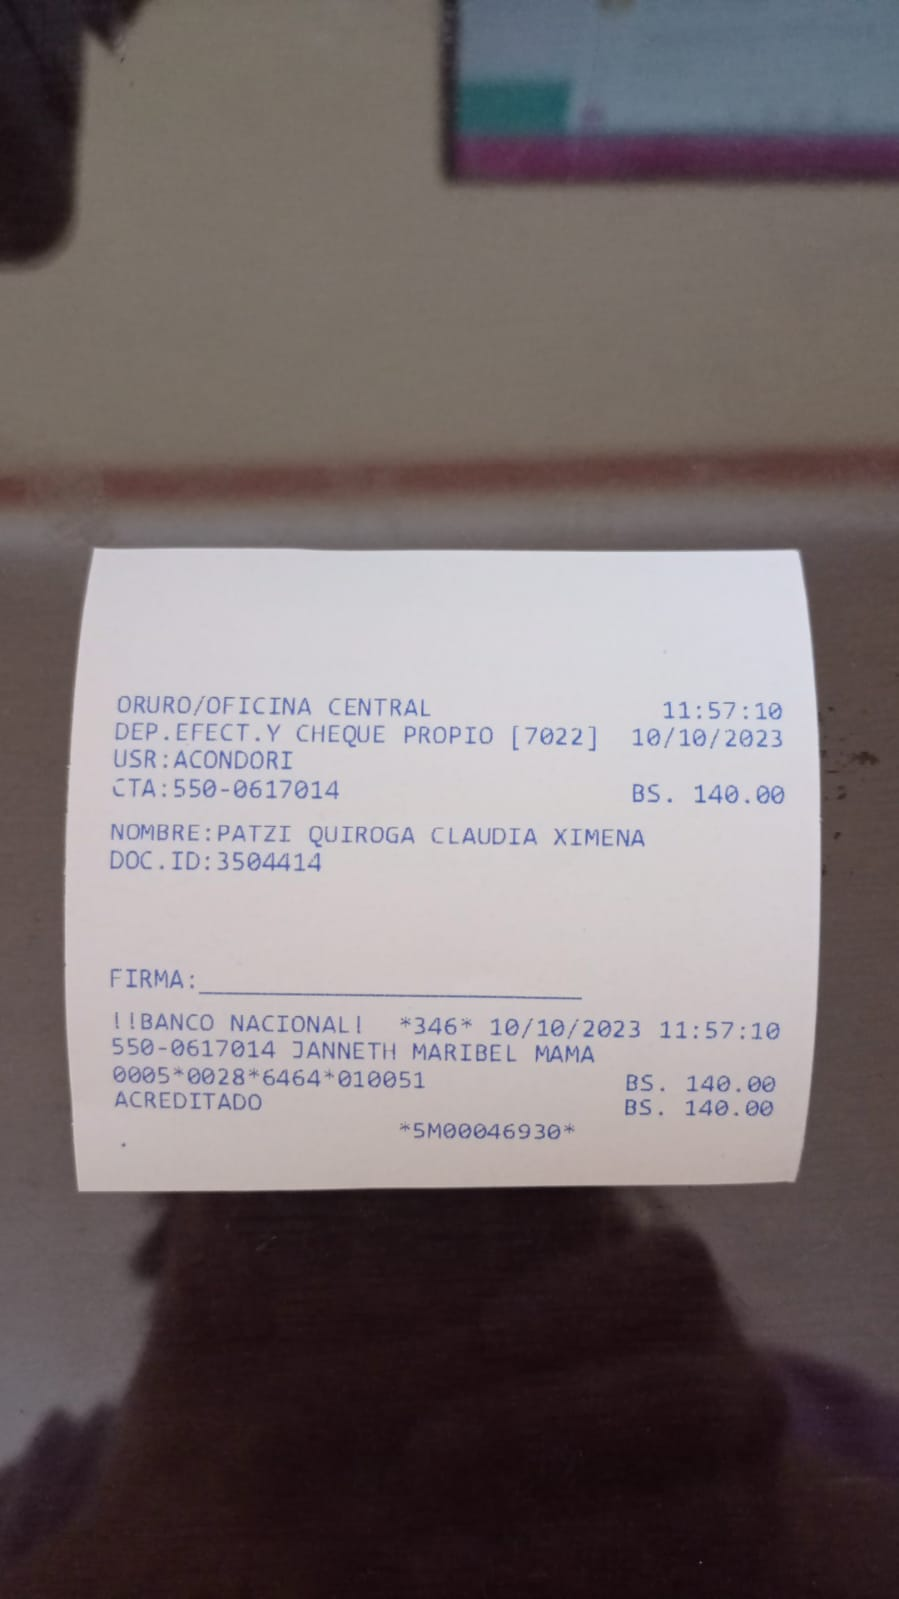 ORURO/OFICINA CENTRAL 11:57:10
DEP.EFECT.Y CHEQUE PROPIO [7022] 10/10/2023
USR:ACONDORI
CTA:550-0617014 BS. 140.00
NOMBRE:PATZI QUIROGA CLAUDIA XIMENA
DOC.ID:3504414
FIRMA:
!!BANCO NACIONAL! *346* 10/10/2023 11:57:10
550-0617014 JANNETH MARIBEL MAMA
0005*0028*6464*010051 BS. 140.00
ACREDITADO BS. 140.00
*5M00046930*